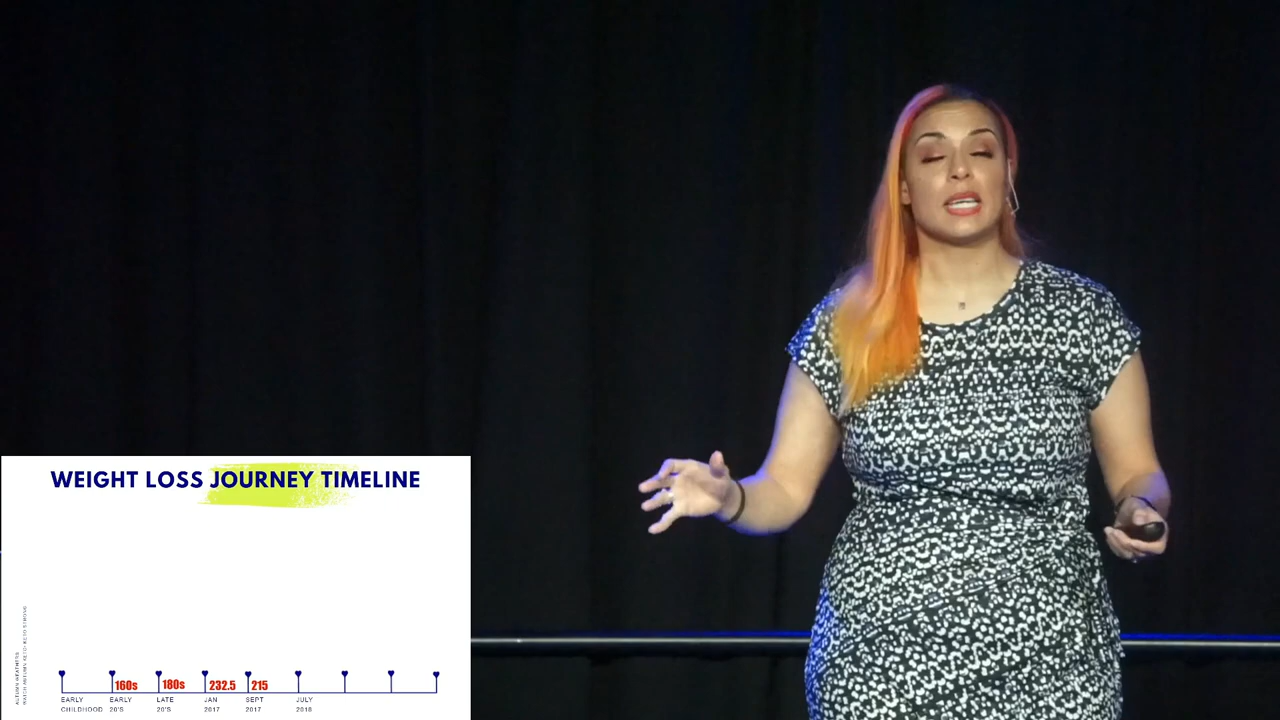 WEIGHT LOSS JOURNEY TIMELINE
160s 180s 232.5 215
EARLY CHILDHOOD
EARLY 20'S
LATE 20'S
JAN 2017
SEPT 2017
JULY 2018